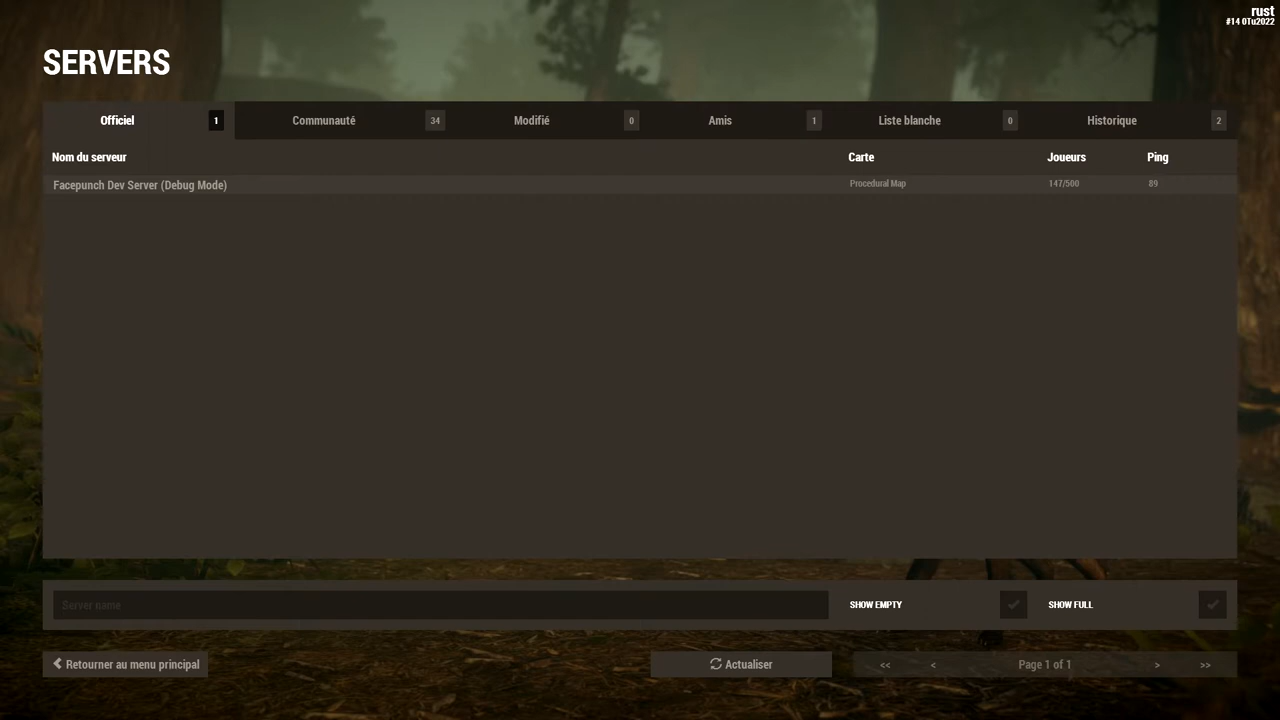 rust
#14 0Tu2022
SERVERS
Officiel 1 Communauté 34 Modifié 0 Amis 1 Liste blanche 0 Historique 2
Nom du serveur Carte Joueurs Ping
Facepunch Dev Server (Debug Mode) Procedural Map 147/500 89
Server name SHOW EMPTY SHOW FULL
Retourner au menu principal Actualiser << < Page 1 of 1 > >>